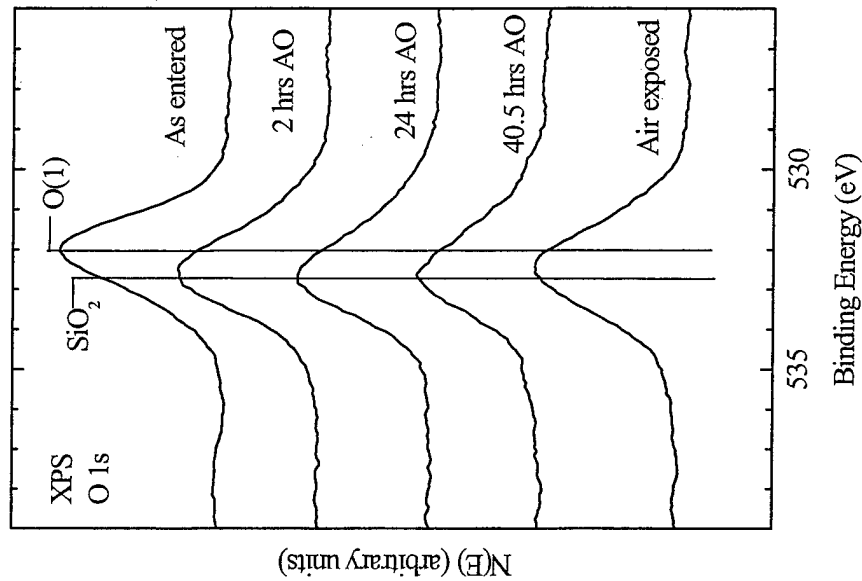 XPS
O 1s
SiO2
O(1)
As entered
2 hrs AO
24 hrs AO
40.5 hrs AO
Air exposed
535
530
Binding Energy (eV)
N(E) (arbitrary units)